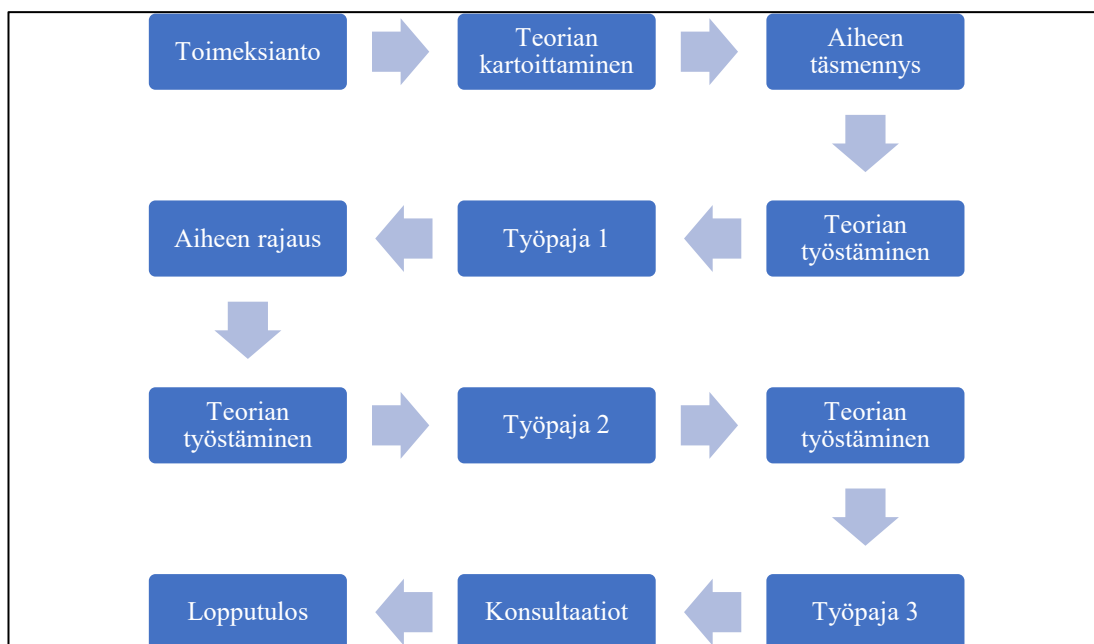 Toimeksianto
Teorian
kartoittaminen
Aiheen
täsmennys
Teorian
työstäminen
Työpaja 1
Aiheen rajaus
Teorian
työstäminen
Työpaja 2
Teorian
työstäminen
Työpaja 3
Konsultaatiot
Lopputulos